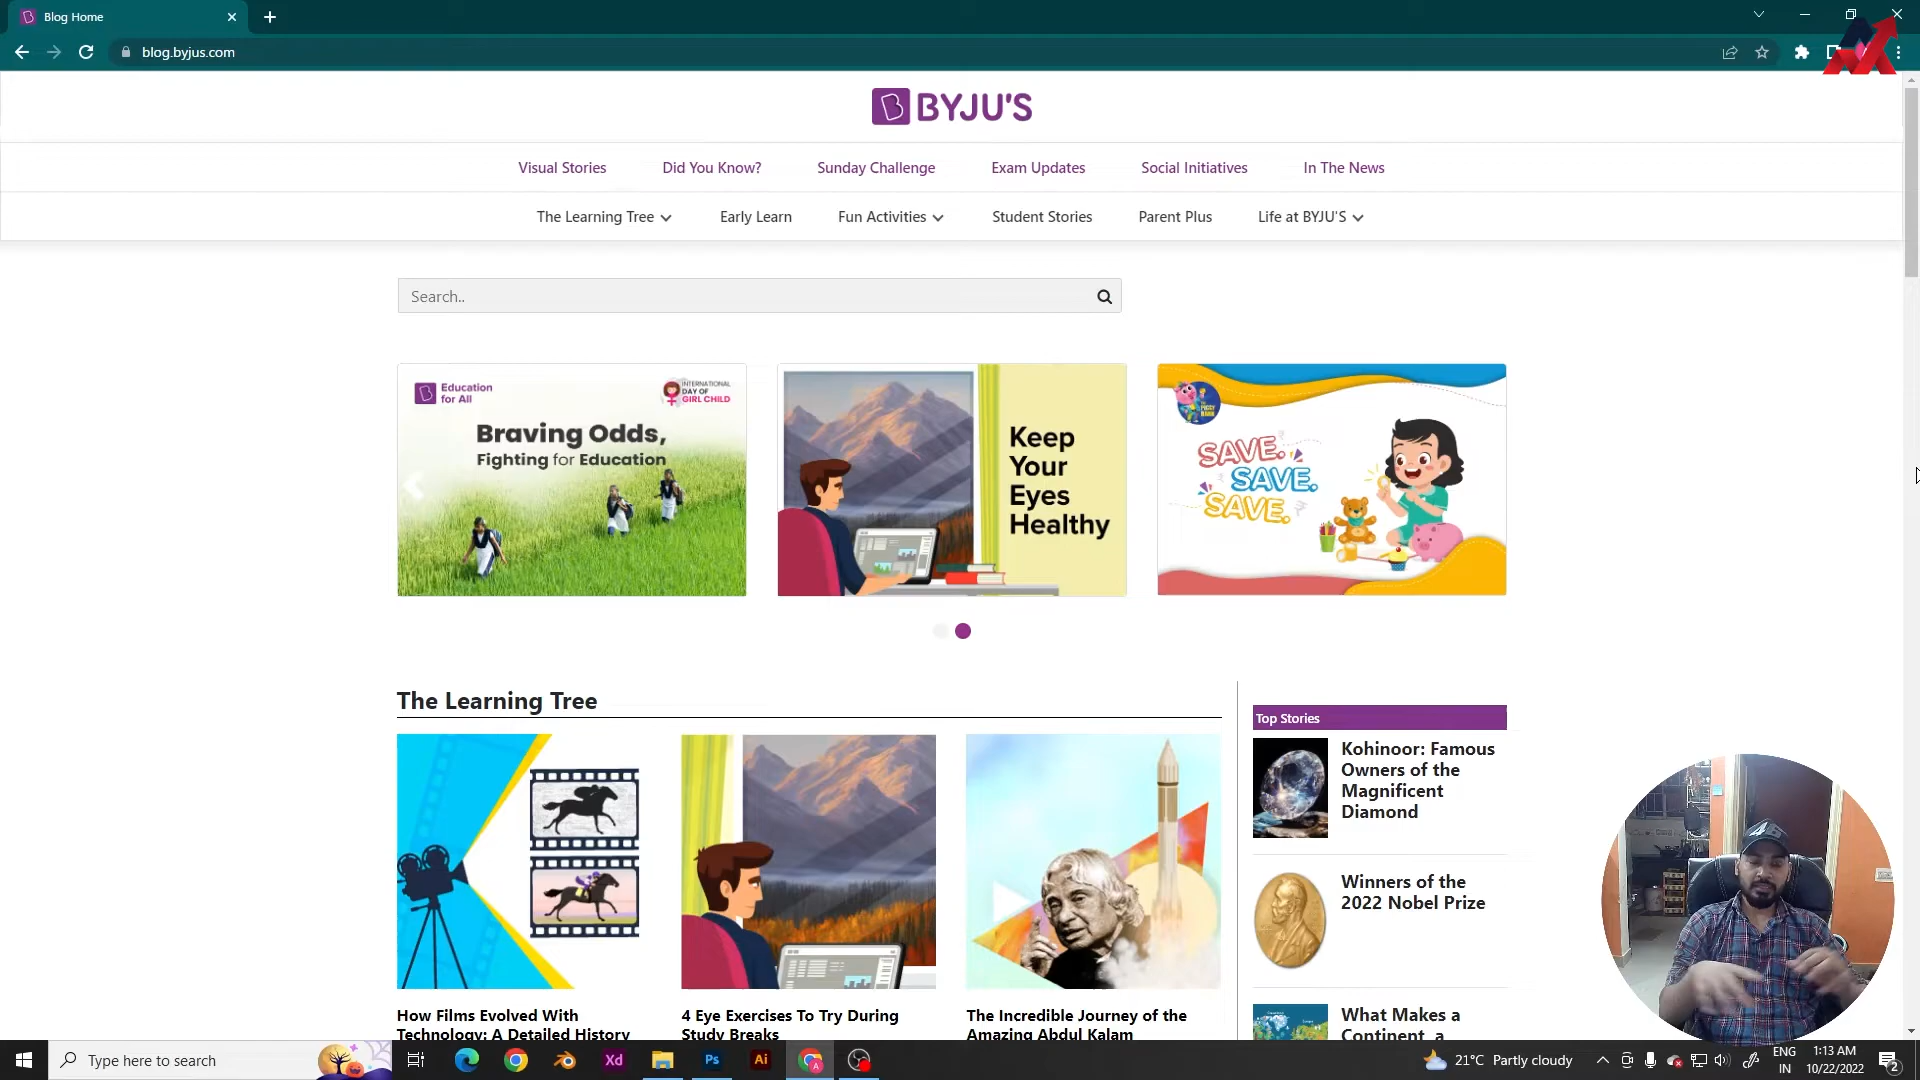 Blog Home
blog.byjus.com
BYJU'S
Visual Stories
Did You Know?
Sunday Challenge
Exam Updates
Social Initiatives
In The News
The Learning Tree
Early Learn
Fun Activities
Student Stories
Parent Plus
Life at BYJU'S
Search..
Education
for All
INTERNATIONAL
DAY OF
GIRL CHILD
Braving Odds,
Fighting for Education
Keep
Your
Eyes
Healthy
SAVE.
SAVE.
SAVE.
The Learning Tree
Top Stories
Kohinoor: Famous
Owners of the
Magnificent
Diamond
Winners of the
2022 Nobel Prize
What Makes a
Continent, a
How Films Evolved With
Technology: A Detailed History
4 Eye Exercises To Try During
Study Breaks
The Incredible Journey of the
Amazing Abdul Kalam
Type here to search
Xd
Ps
Ai
21°C Partly cloudy
ENG
IN
1:13 AM
10/22/2022
2